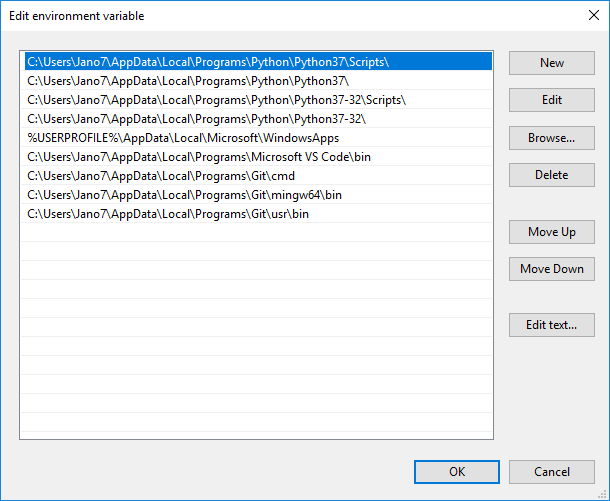 Edit environment variable
C:\Users\Jano7\AppData\Local\Programs\Python\Python37\Scripts\
C:\Users\Jano7\AppData\Local\Programs\Python\Python37\
C:\Users\Jano7\AppData\Local\Programs\Python\Python37-32\Scripts\
C:\Users\Jano7\AppData\Local\Programs\Python\Python37-32\
%USERPROFILE%\AppData\Local\Microsoft\WindowsApps
C:\Users\Jano7\AppData\Local\Programs\Microsoft VS Code\bin
C:\Users\Jano7\AppData\Local\Programs\Git\cmd
C:\Users\Jano7\AppData\Local\Programs\Git\mingw64\bin
C:\Users\Jano7\AppData\Local\Programs\Git\usr\bin
New
Edit
Browse...
Delete
Move Up
Move Down
Edit text...
OK
Cancel